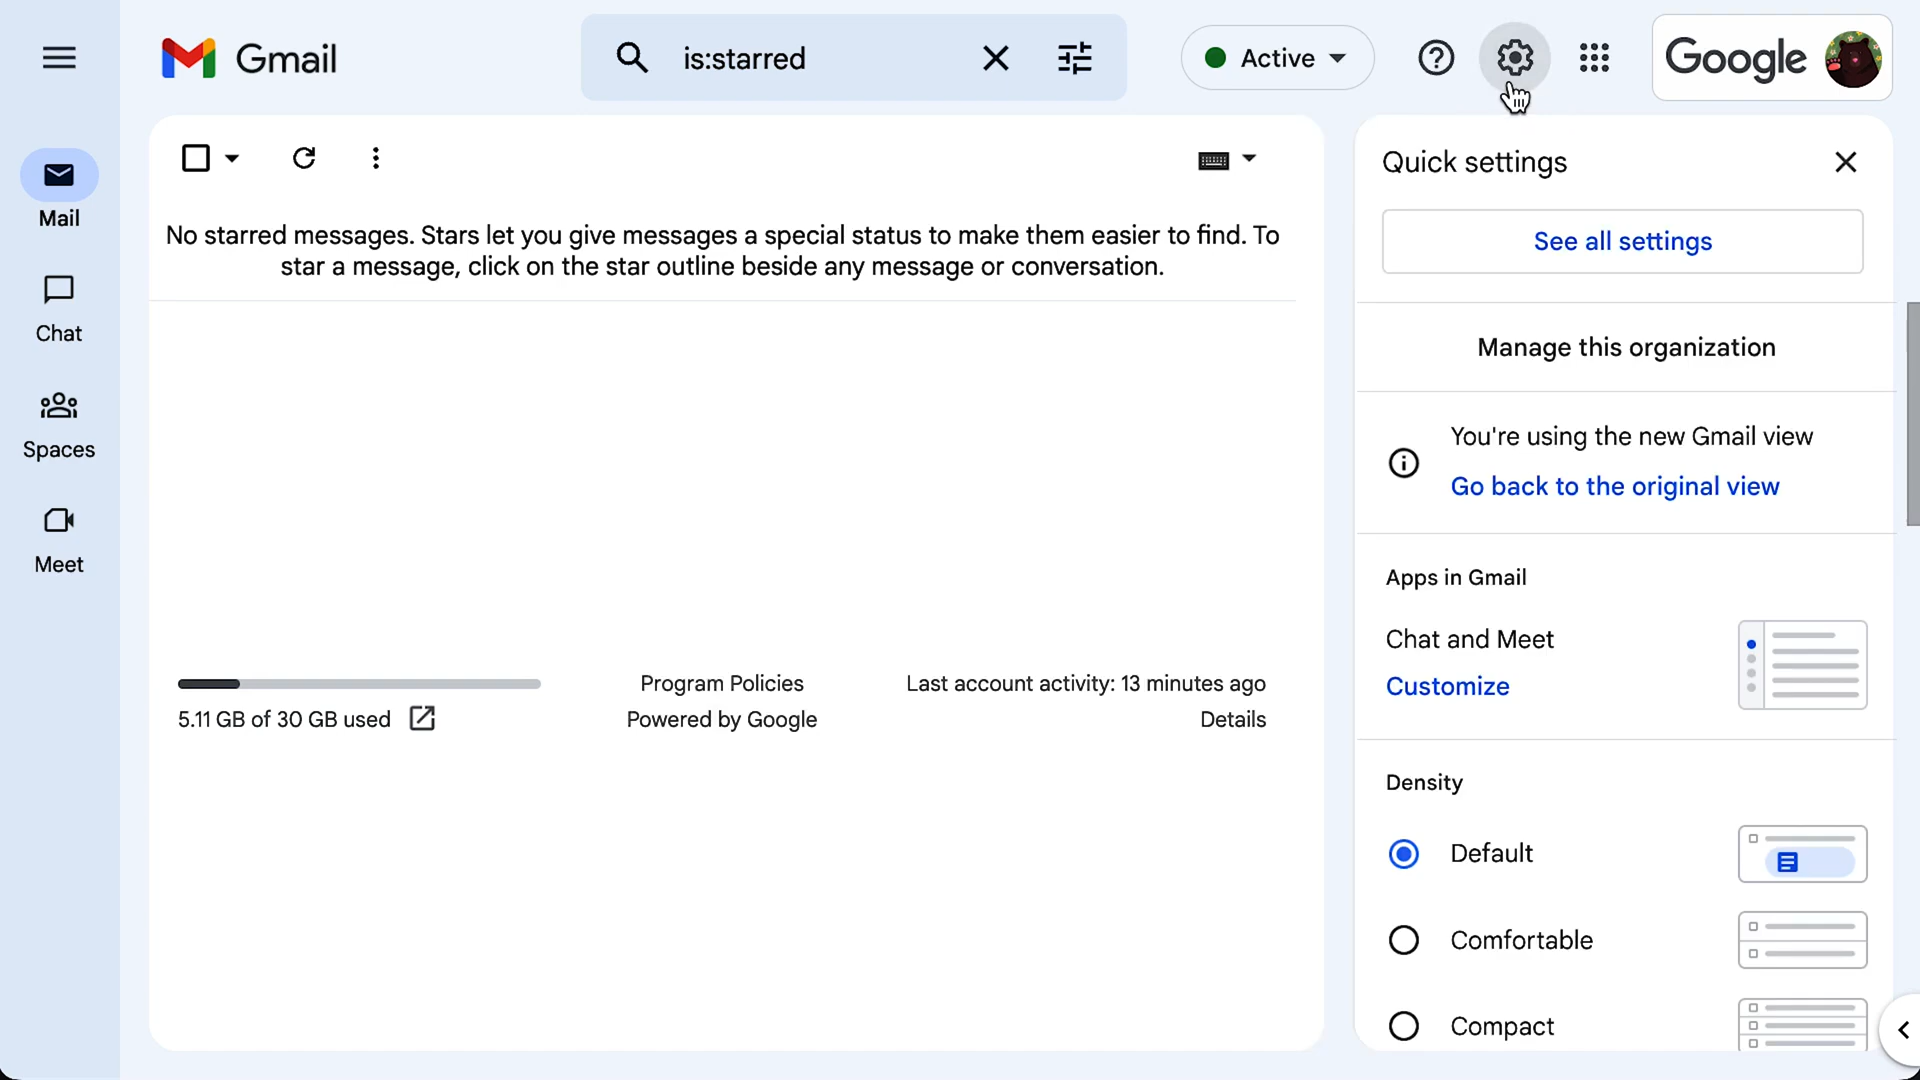 Gmail
is:starred
Active
Google
Mail
Chat
Spaces
Meet
No starred messages. Stars let you give messages a special status to make them easier to find. To
star a message, click on the star outline beside any message or conversation.
5.11 GB of 30 GB used
Program Policies
Powered by Google
Last account activity: 13 minutes ago
Details
Quick settings
See all settings
Manage this organization
You're using the new Gmail view
Go back to the original view
Apps in Gmail
Chat and Meet
Customize
Density
Default
Comfortable
Compact